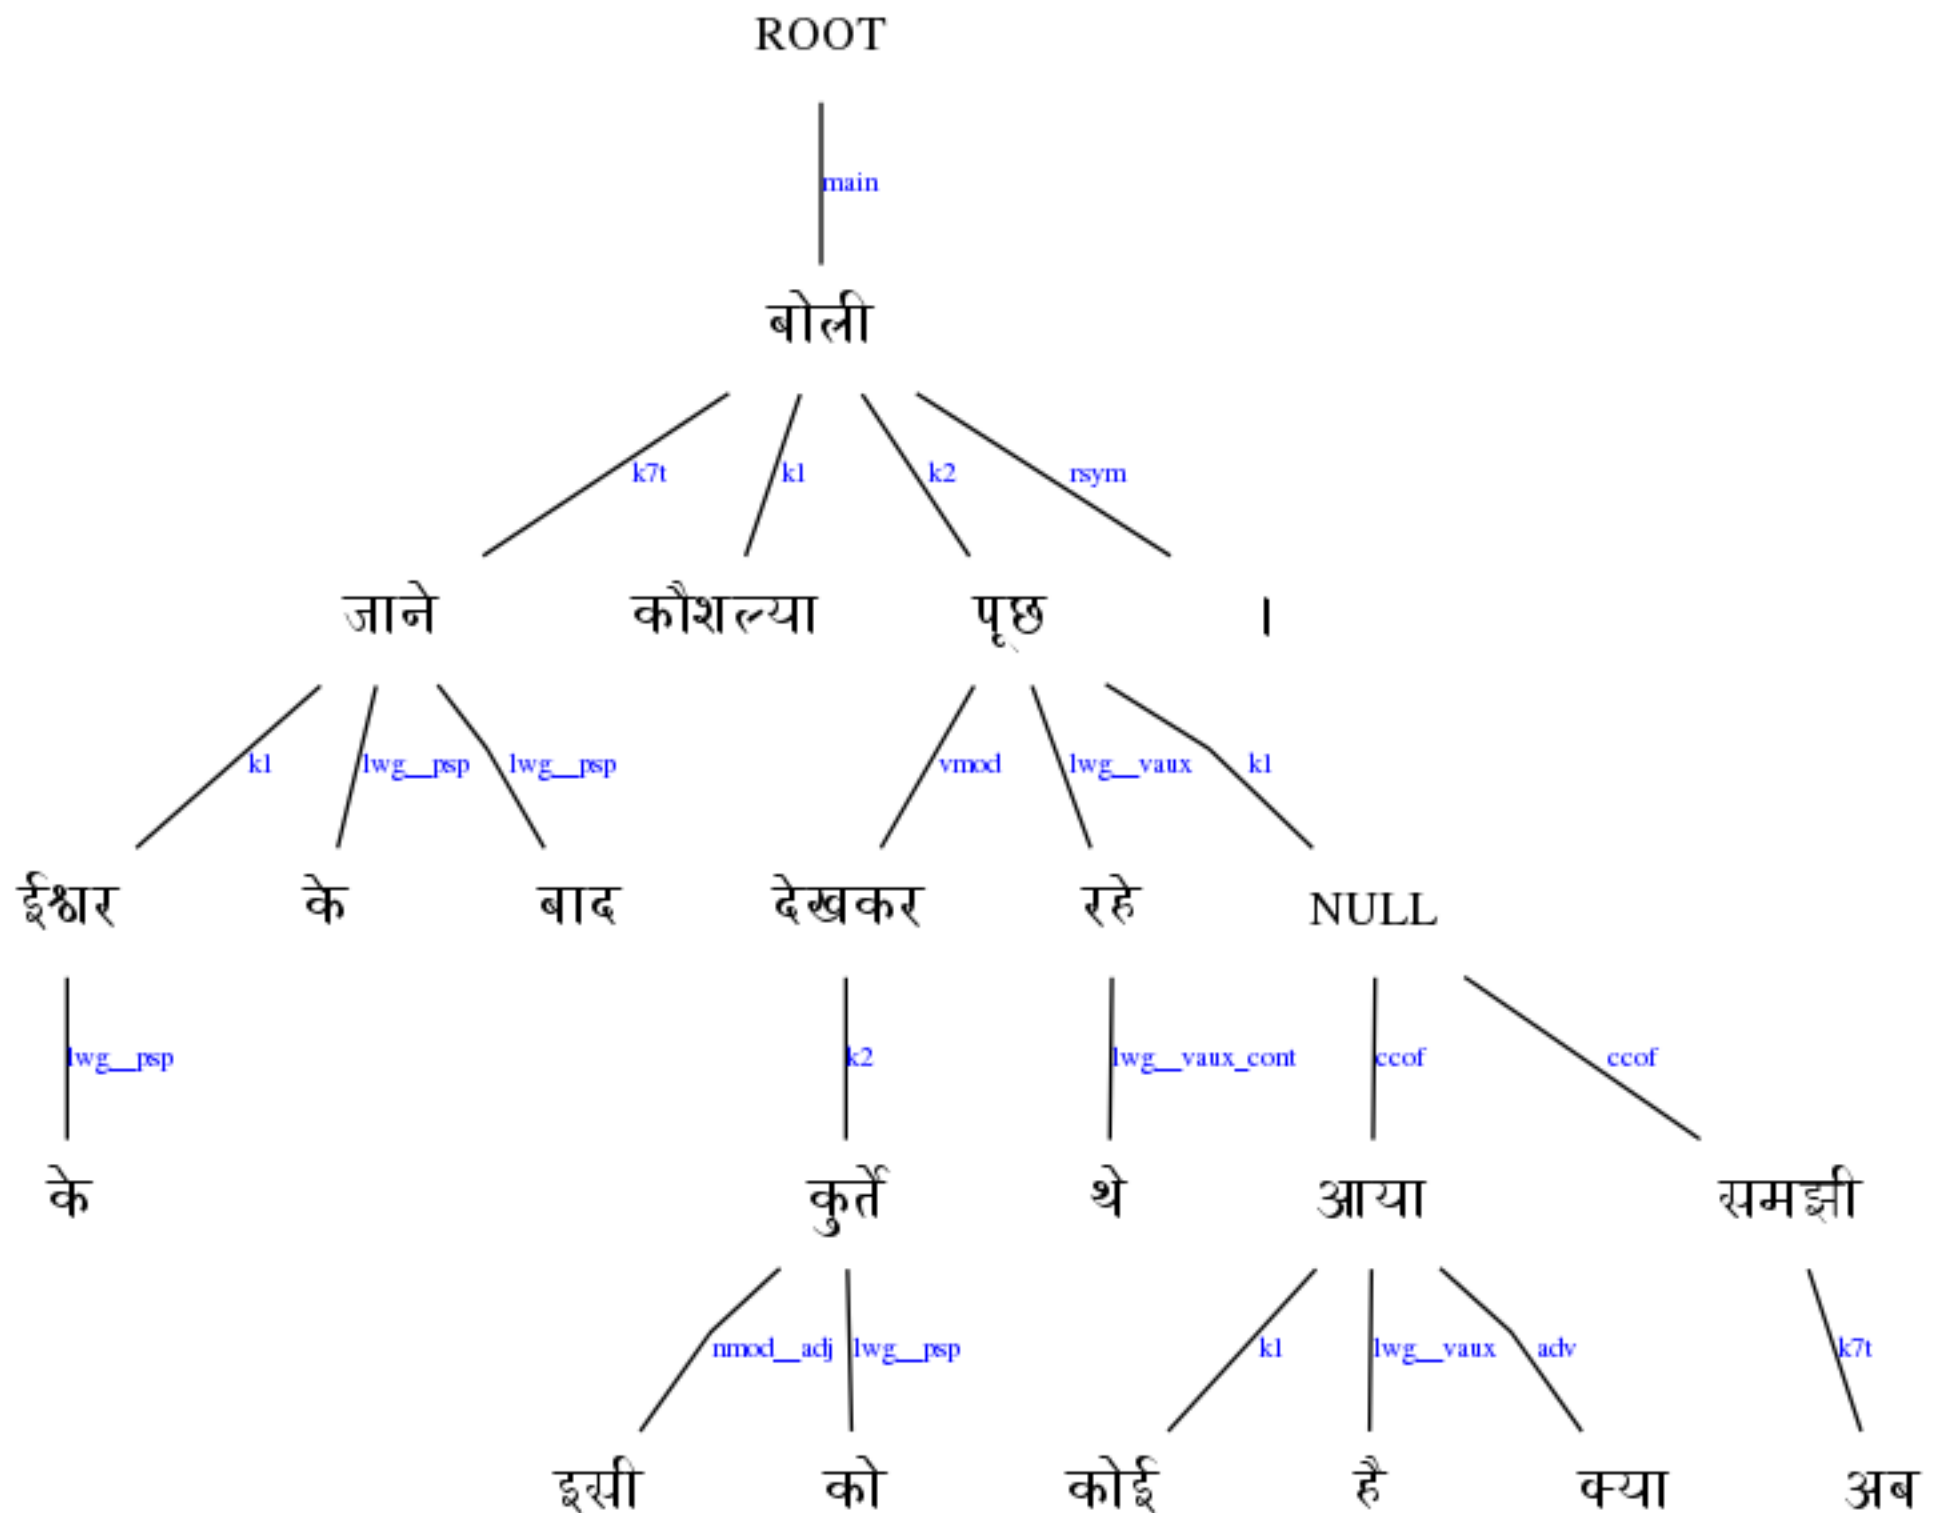 ROOT
main
बोली
k7t k1 k2 rsym
जाने कौशल्या पूछ ।
k1 lwg__psp lwg__psp vmod lwg__vaux k1
ईश्वर के बाद देखकर रहे NULL
lwg__psp k2 lwg__vaux_cont ccof ccof
के कुर्ते थे आया समझी
nmod__adj lwg__psp k1 lwg__vaux adv k7t
इसी को कोई है क्या अब